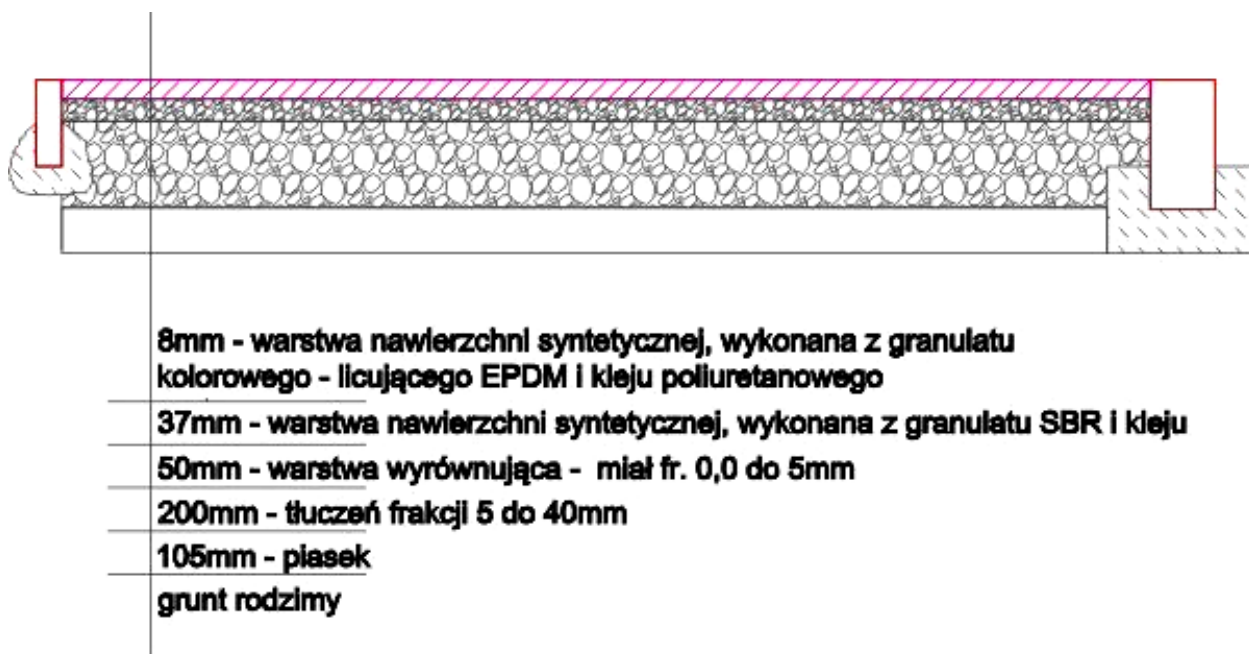 8mm - warstwa nawierzchni syntetycznej, wykonana z granulatu
kolorowego - licującego EPDM i kleju poliuretanowego
37mm - warstwa nawierzchni syntetycznej, wykonana z granulatu SBR i kleju
50mm - warstwa wyrównująca - miał fr. 0,0 do 5mm
200mm - tłuczeń frakcji 5 do 40mm
105mm - piasek
grunt rodzimy